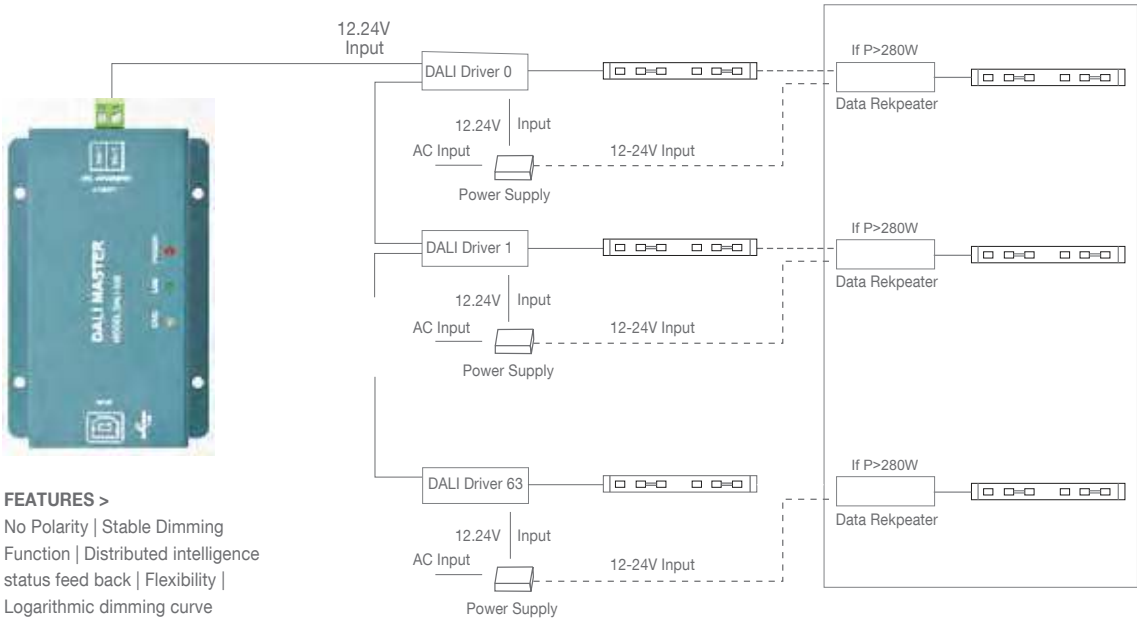 12.24V
Input
DALI Driver 0
If P>280W
Data Rekpeater
12.24V
Input
AC Input
12-24V Input
Power Supply
DALI Driver 1
If P>280W
Data Rekpeater
12.24V
Input
AC Input
12-24V Input
Power Supply
DALI MASTER
DALI Driver 63
If P>280W
Data Rekpeater
12.24V
Input
AC Input
12-24V Input
Power Supply
FEATURES >
No Polarity | Stable Dimming
Function | Distributed intelligence
status feed back | Flexibility |
Logarithmic dimming curve